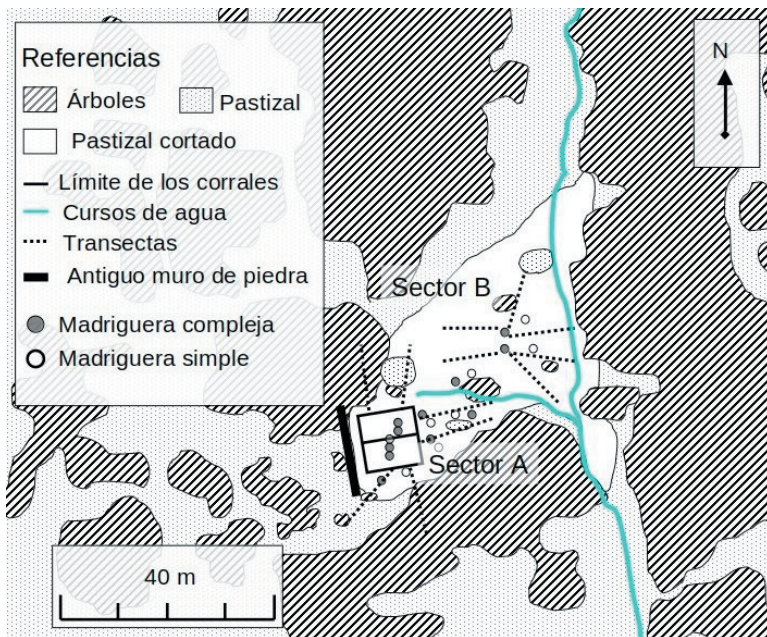 Referencias
Árboles
Pastizal
Pastizal cortado
Límite de los corrales
Cursos de agua
Transectas
Antiguo muro de piedra
Madriguera compleja
Madriguera simple
N
Sector B
Sector A
40 m